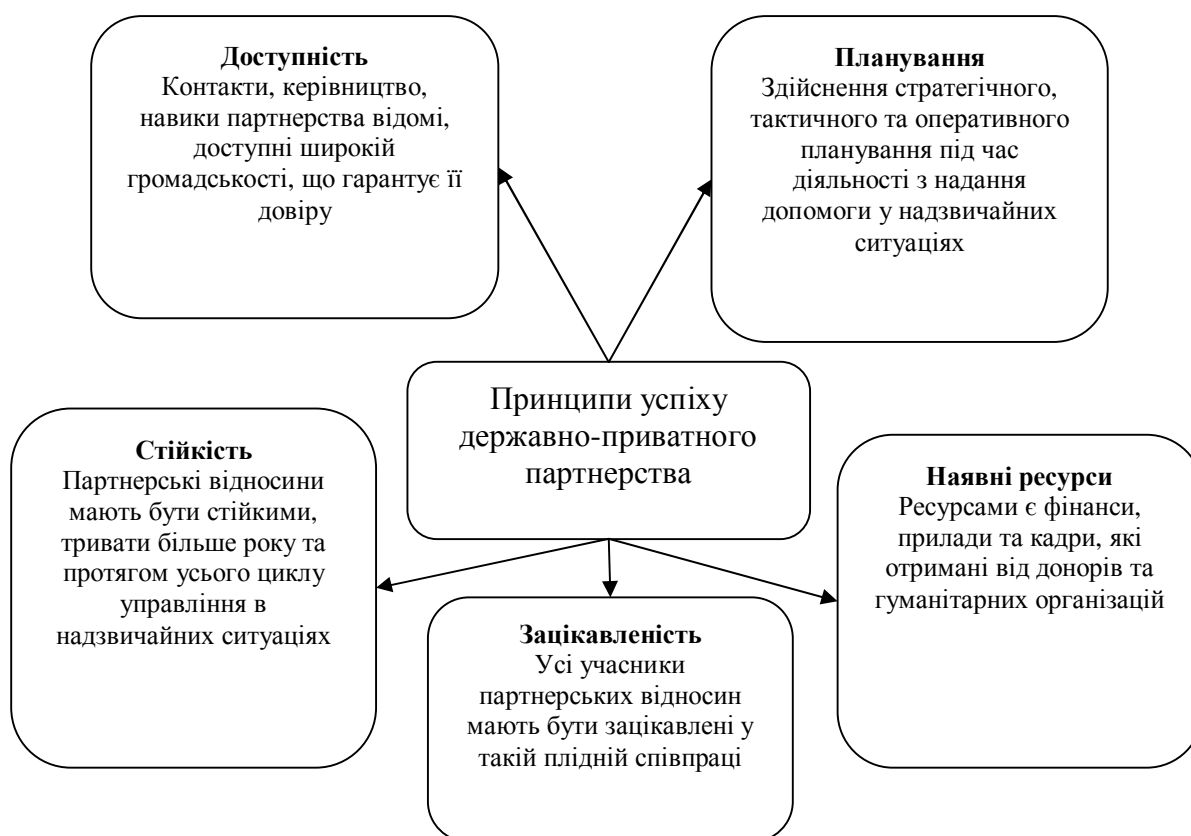 Доступність
Контакти, керівництво,
навики партнерства відомі,
доступні широкій
громадськості, що гарантує її
довіру
Планування
Здійснення стратегічного,
тактичного та оперативного
планування під час
діяльності з надання
допомоги у надзвичайних
ситуаціях
Принципи успіху
державно-приватного
партнерства
Стійкість
Партнерські відносини
мають бути стійкими,
тривати більше року та
протягом усього циклу
управління в
надзвичайних ситуаціях
Зацікавленість
Усі учасники
партнерських відносин
мають бути зацікавлені у
такій плідній співпраці
Наявні ресурси
Ресурсами є фінанси,
прилади та кадри, які
отримані від донорів та
гуманітарних організацій